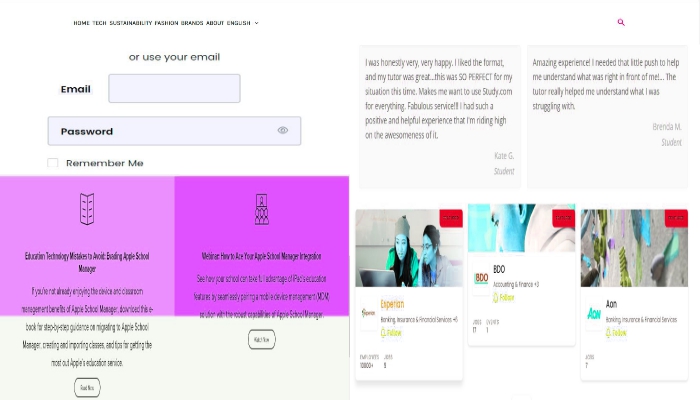 HOME TECH SUSTAINABILITY FASHION BRANDS ABOUT ENGLISH
or use your email
Email
Password
Remember Me
Education Technology Mistakes to Avoid: Evading Apple School
Manager
If you're not already enjoying the device and classroom
management benefits of Apple School Manager, download this e-
book for step-by-step guidance on migrating to Apple School
Manager, creating and importing classes, and tips for getting the
most out Apple's education service.
Read Now
Webinar: How to Ace Your Apple School Manager Integration
See how your school can take full advantage of iPad's education
features by seamlessly pairing a mobile device management (MDM)
solution with the robust capabilities of Apple School Manager.
Watch Now
I was honestly very, very happy. I liked the format,
and my tutor was great...this was SO PERFECT for my
situation this time. Makes me want to use Study.com
for everything. Fabulous service!!! I had such a
positive and helpful experience that I'm riding high
on the awesomeness of it.
Kate G.
Student
Amazing experience! I needed that little push to help
me understand what was right in front of me!... The
tutor really helped me understand what I was
struggling with.
Brenda M.
Student
Experian
Banking, Insurance & Financial Services +6
Follow
EMPLOYEES JOBS
10000+ 5
BDO
BDO
Accounting & Finance +3
Follow
JOBS EVENTS
17 1
Aon
Aon
Banking, Insurance & Financial Services
Follow
JOBS
7